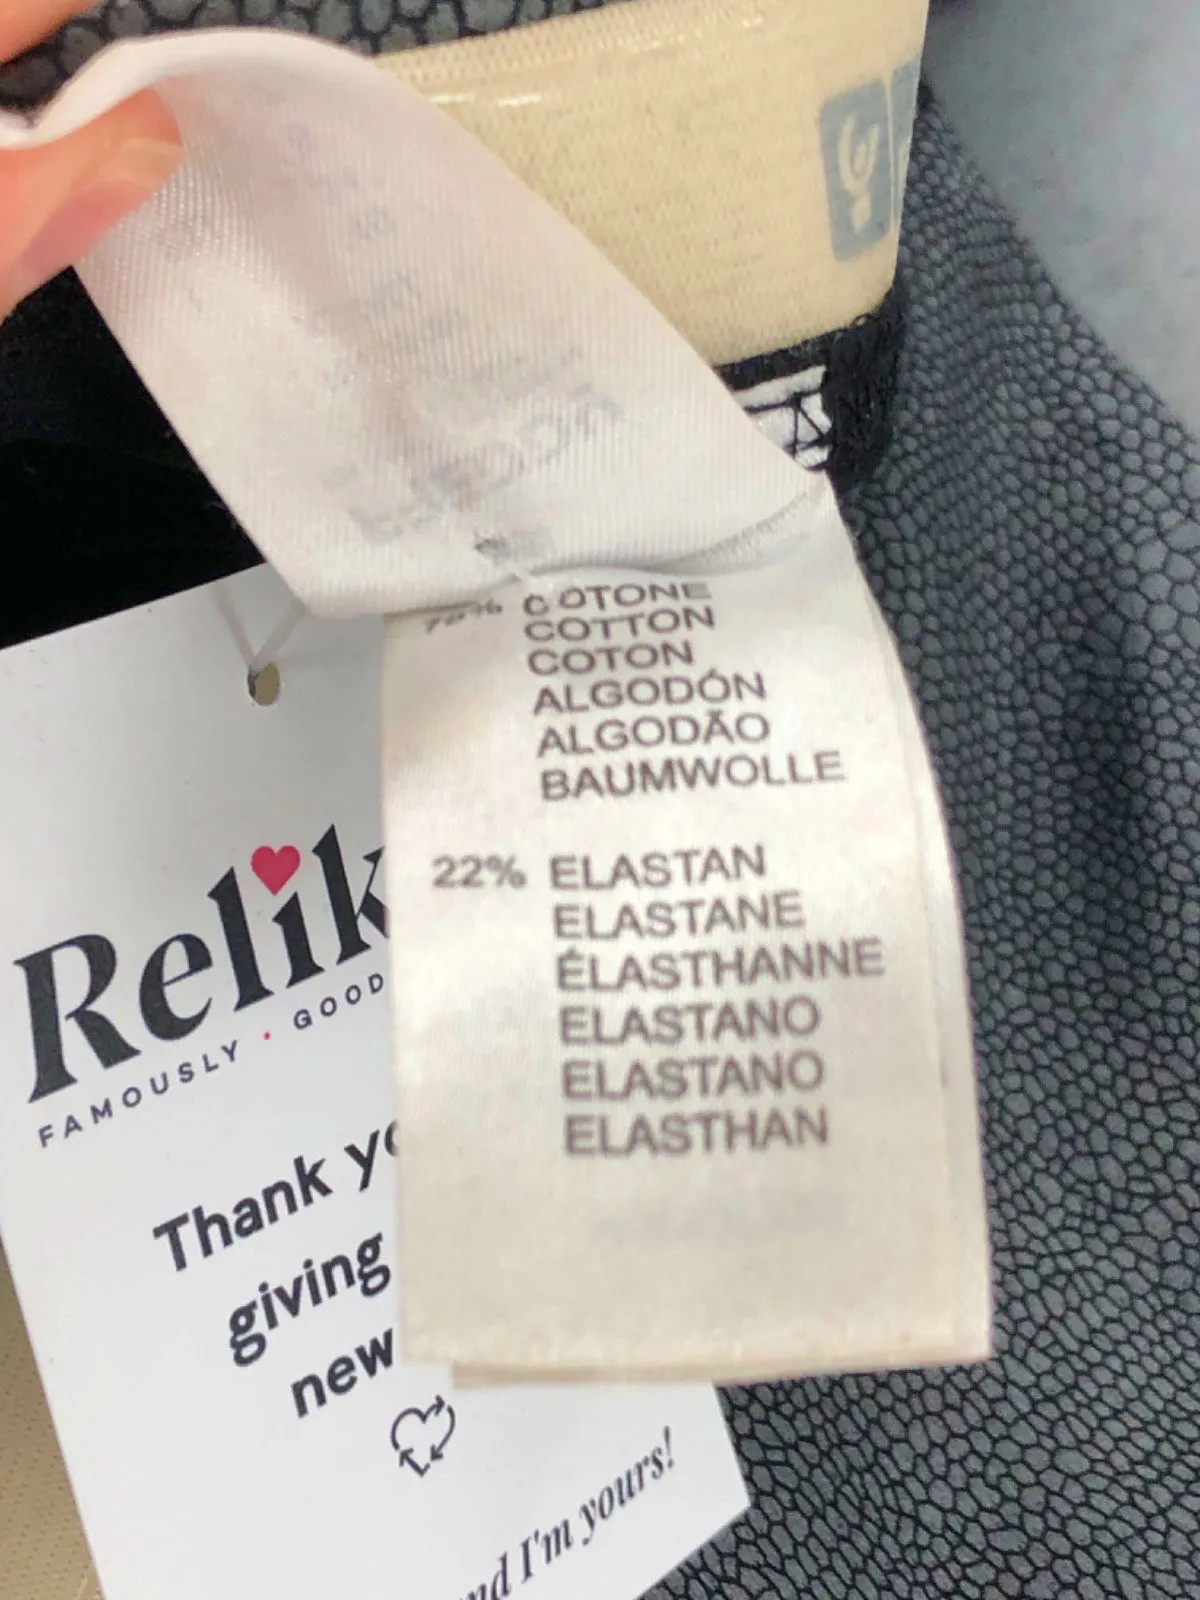 78% COTONE
COTTON
COTON
ALGODÓN
ALGODÃO
BAUMWOLLE
22% ELASTAN
ELASTANE
ÉLASTHANNE
ELASTANO
ELASTANO
ELASTHAN
Relik
FAMOUSLY · GOOD
Thank
giving
new
I'm yours!